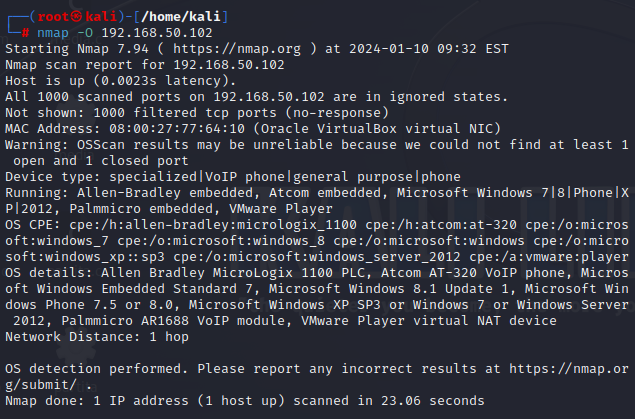 ┌──(root㉿kali)-[/home/kali]
└─# nmap -O 192.168.50.102
Starting Nmap 7.94 ( https://nmap.org ) at 2024-01-10 09:32 EST
Nmap scan report for 192.168.50.102
Host is up (0.0023s latency).
All 1000 scanned ports on 192.168.50.102 are in ignored states.
Not shown: 1000 filtered tcp ports (no-response)
MAC Address: 08:00:27:77:64:10 (Oracle VirtualBox virtual NIC)
Warning: OSScan results may be unreliable because we could not find at least 1
 open and 1 closed port
Device type: specialized|VoIP phone|general purpose|phone
Running: Allen-Bradley embedded, Atcom embedded, Microsoft Windows 7|8|Phone|X
P|2012, Palmmicro embedded, VMware Player
OS CPE: cpe:/h:allen-bradley:micrologix_1100 cpe:/h:atcom:at-320 cpe:/o:micros
oft:windows_7 cpe:/o:microsoft:windows_8 cpe:/o:microsoft:windows cpe:/o:micro
soft:windows_xp::sp3 cpe:/o:microsoft:windows_server_2012 cpe:/a:vmware:player
OS details: Allen Bradley MicroLogix 1100 PLC, Atcom AT-320 VoIP phone, Micros
oft Windows Embedded Standard 7, Microsoft Windows 8.1 Update 1, Microsoft Win
dows Phone 7.5 or 8.0, Microsoft Windows XP SP3 or Windows 7 or Windows Server
 2012, Palmmicro AR1688 VoIP module, VMware Player virtual NAT device
Network Distance: 1 hop

OS detection performed. Please report any incorrect results at https://nmap.or
g/submit/ .
Nmap done: 1 IP address (1 host up) scanned in 23.06 seconds